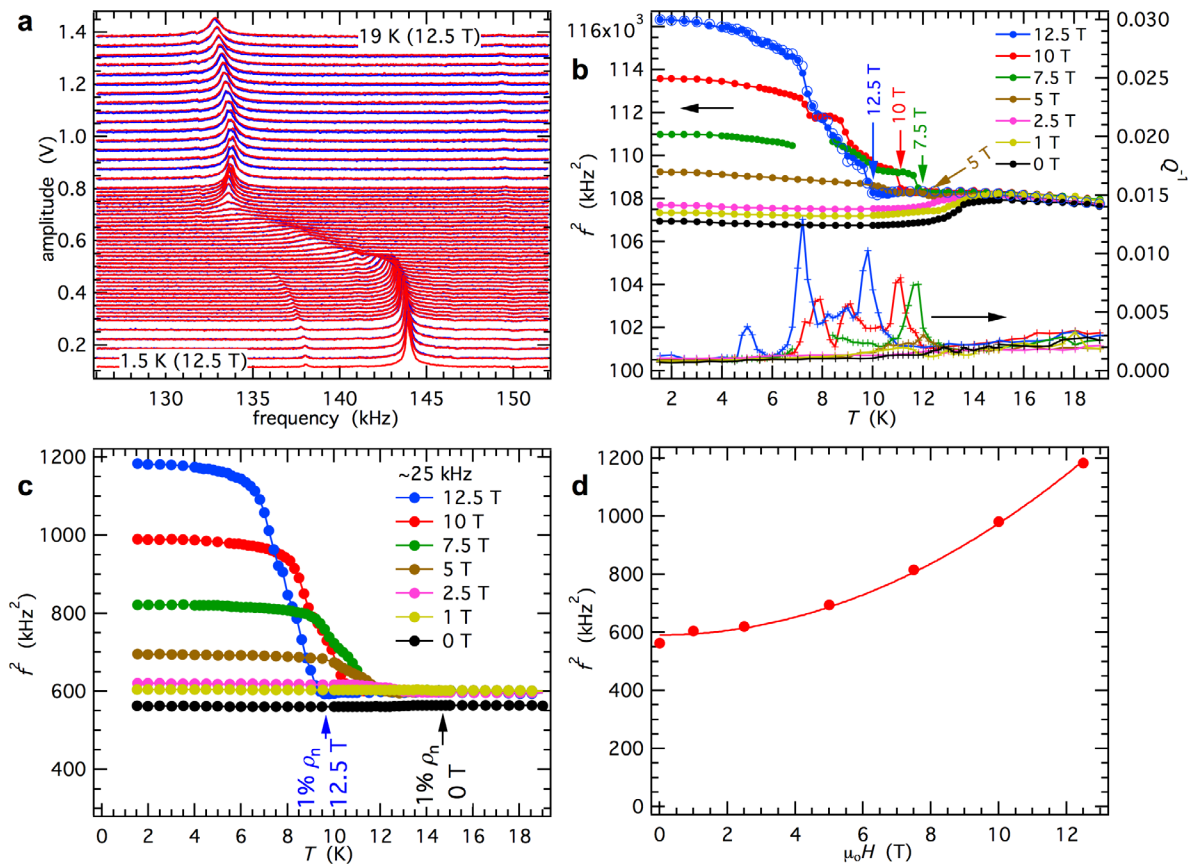 a
19 K (12.5 T)
1.5 K (12.5 T)
amplitude (V)
1.4
1.2
1.0
0.8
0.6
0.4
0.2
130 135 140 145 150
frequency (kHz)
b
116x10³
114
112
110
108
106
104
102
100
f² (kHz²)
12.5 T
10 T
7.5 T
5 T
2.5 T
1 T
0 T
12.5 T
10 T
7.5 T
5 T
0.030
0.025
0.020
0.015
0.010
0.005
0.000
Q⁻¹
2 4 6 8 10 12 14 16 18
T (K)
c
1200
1000
800
600
400
f² (kHz²)
~25 kHz
12.5 T
10 T
7.5 T
5 T
2.5 T
1 T
0 T
1% ρn
12.5 T
1% ρn
0 T
0 2 4 6 8 10 12 14 16 18
T (K)
d
1200
1000
800
600
400
200
0
f² (kHz²)
0 2 4 6 8 10 12
μoH (T)